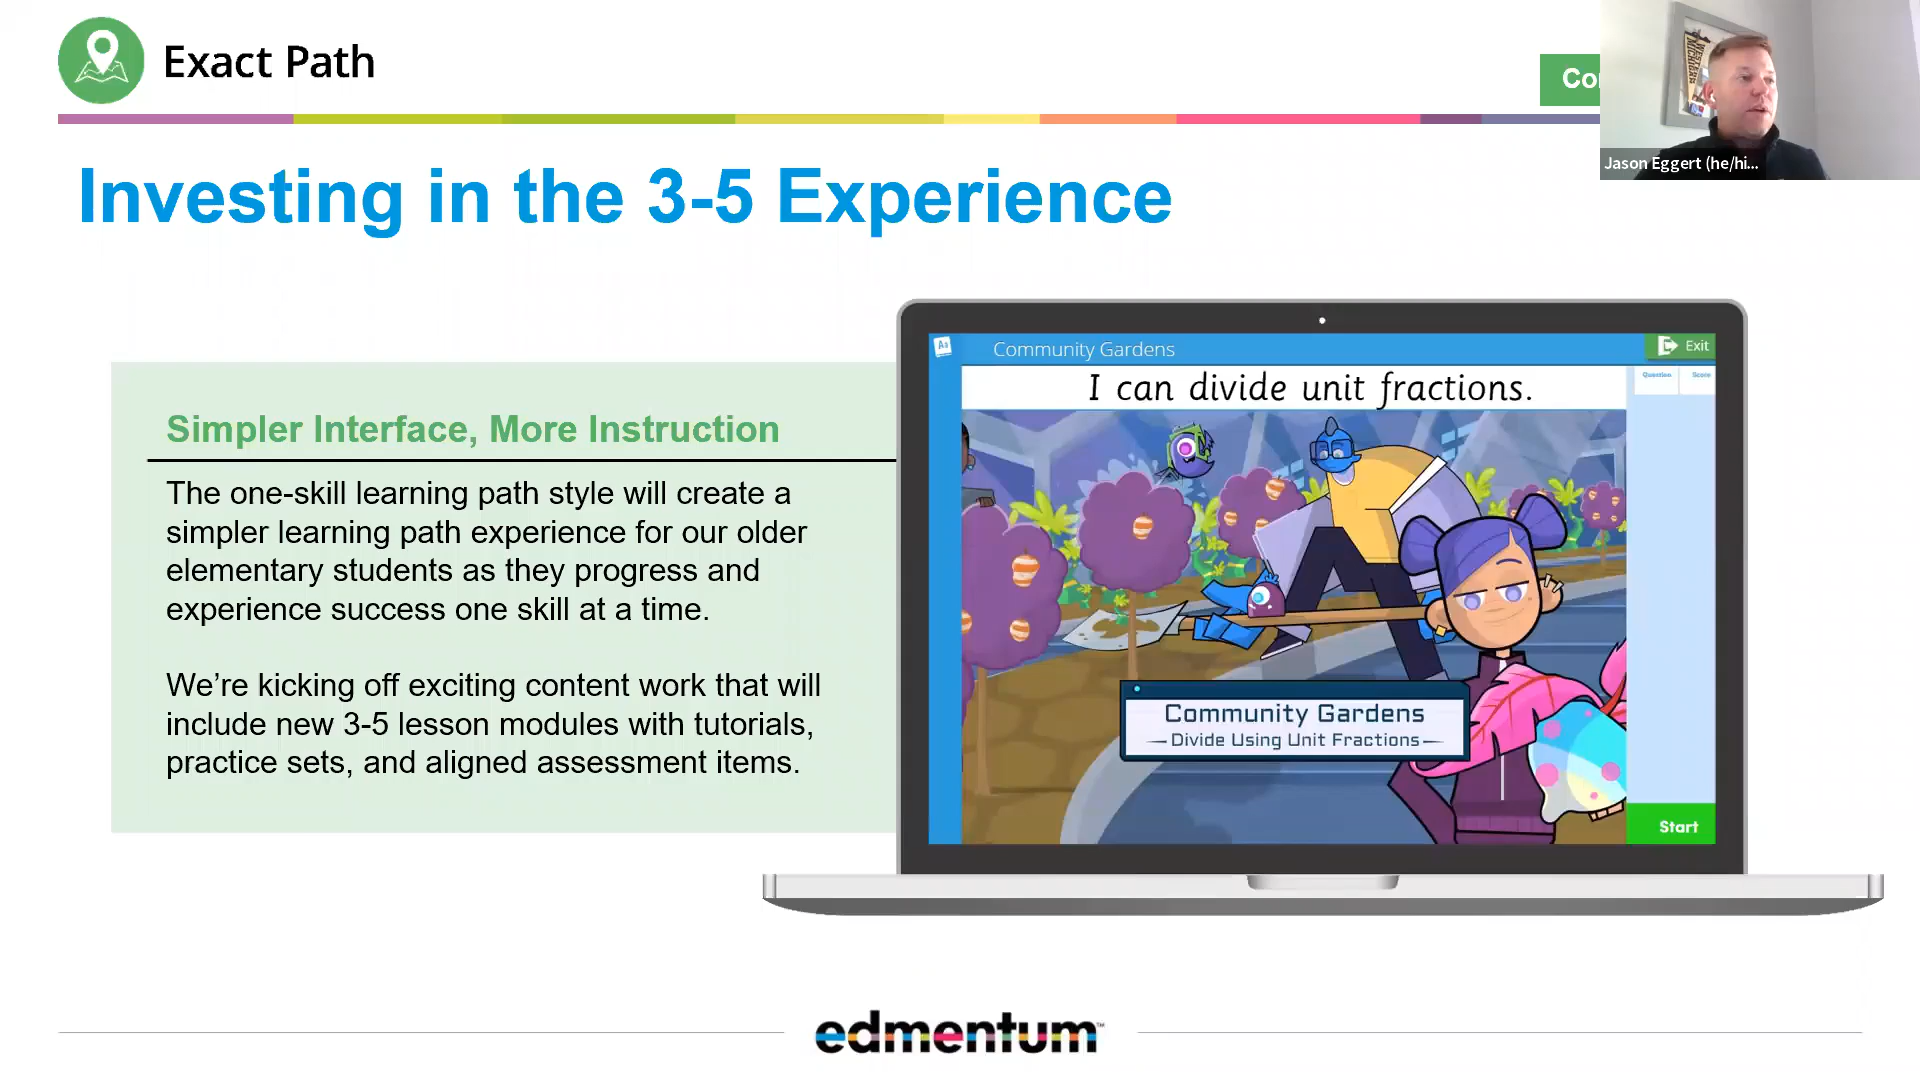 Exact Path
Jason Eggert (he/hi...
Investing in the 3-5 Experience
Simpler Interface, More Instruction
The one-skill learning path style will create a
simpler learning path experience for our older
elementary students as they progress and
experience success one skill at a time.
We’re kicking off exciting content work that will
include new 3-5 lesson modules with tutorials,
practice sets, and aligned assessment items.
Aa
Community Gardens
Exit
I can divide unit fractions.
Question
Score
Community Gardens
Divide Using Unit Fractions
Start
edmentum™